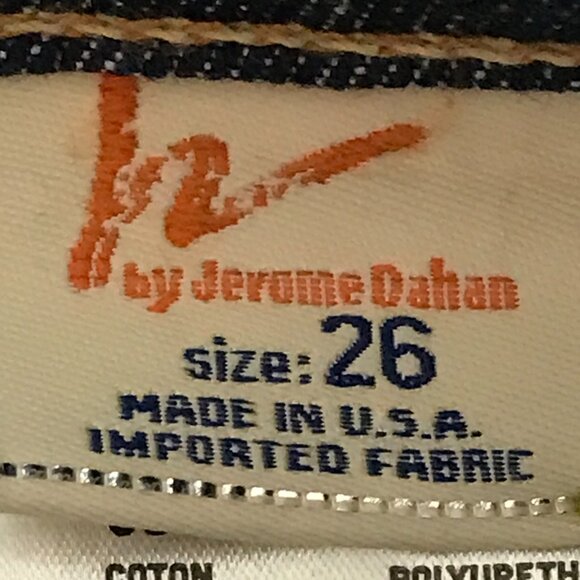 by Jerome Dahan
size: 26
MADE IN U.S.A.
IMPORTED FABRIC
COTON